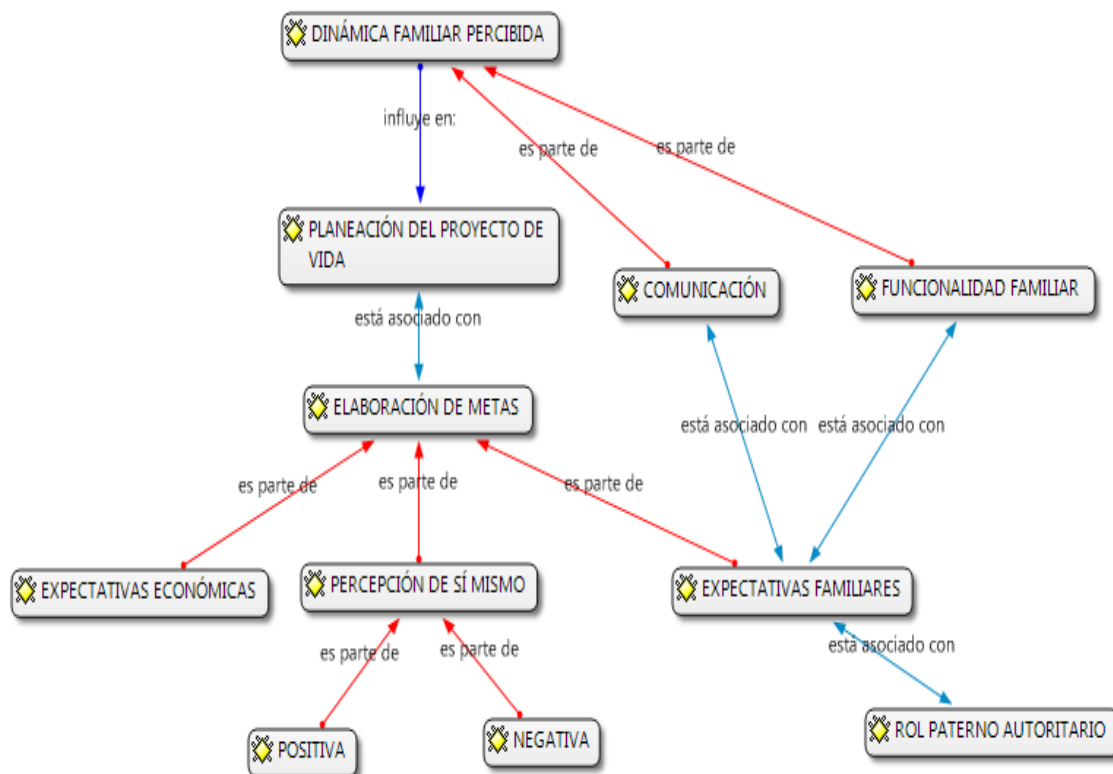 DINÁMICA FAMILIAR PERCIBIDA
influye en:
es parte de
es parte de
PLANEACIÓN DEL PROYECTO DE
VIDA
COMUNICACIÓN
FUNCIONALIDAD FAMILIAR
está asociado con
ELABORACIÓN DE METAS
está asociado con
está asociado con
es parte de
es parte de
es parte de
EXPECTATIVAS ECONÓMICAS
PERCEPCIÓN DE SÍ MISMO
EXPECTATIVAS FAMILIARES
es parte de
es parte de
está asociado con
POSITIVA
NEGATIVA
ROL PATERNO AUTORITARIO